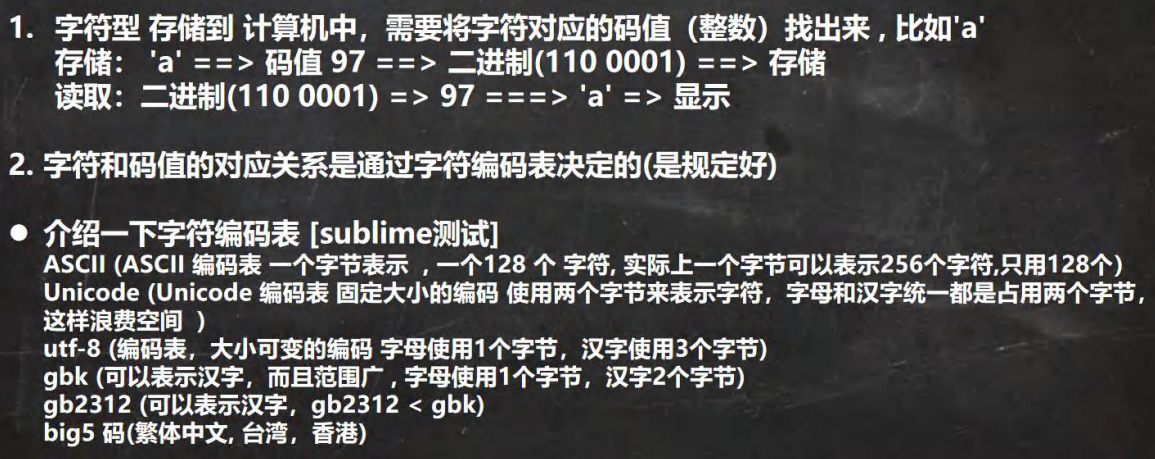 1. 字符型 存储到 计算机中，需要将字符对应的码值（整数）找出来 , 比如'a'
存储： 'a' ==> 码值 97 ==> 二进制(110 0001) ==> 存储
读取：二进制(110 0001) => 97 ===> 'a' => 显示
2. 字符和码值的对应关系是通过字符编码表决定的(是规定好)
● 介绍一下字符编码表 [sublime测试]
ASCII (ASCII 编码表 一个字节表示 , 一个128 个 字符, 实际上一个字节可以表示256个字符,只用128个）
Unicode (Unicode 编码表 固定大小的编码 使用两个字节来表示字符，字母和汉字统一都是占用两个字节，
这样浪费空间 ）
utf-8 (编码表，大小可变的编码 字母使用1个字节，汉字使用3个字节)
gbk (可以表示汉字，而且范围广 , 字母使用1个字节，汉字2个字节)
gb2312 (可以表示汉字，gb2312 < gbk)
big5 码(繁体中文, 台湾，香港)